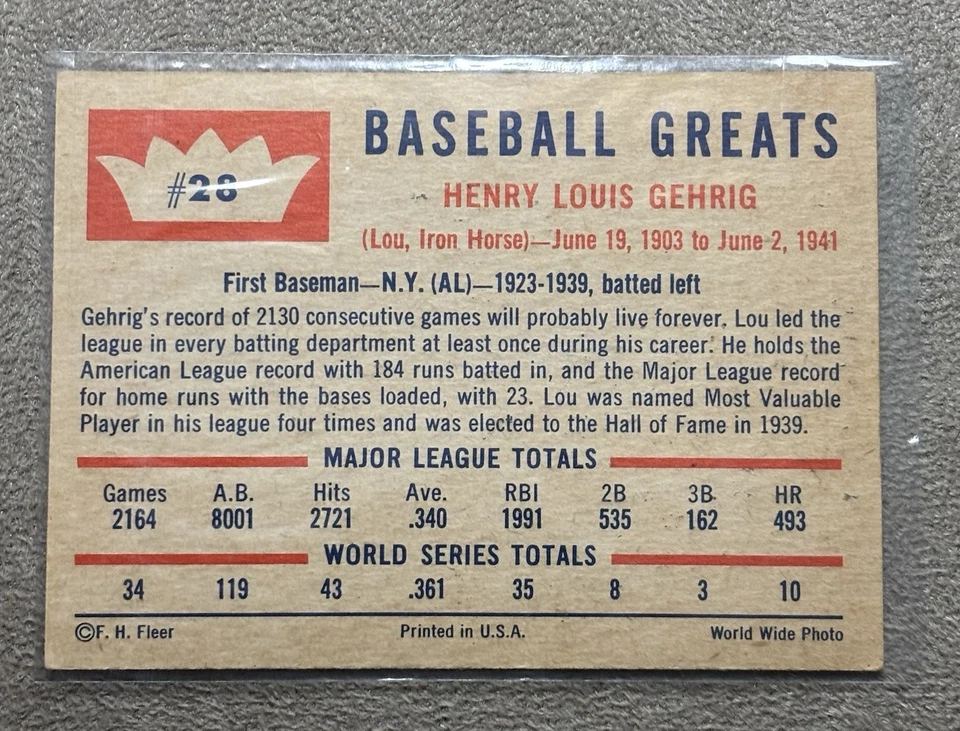 #28
BASEBALL GREATS
HENRY LOUIS GEHRIG
(Lou, Iron Horse)—June 19, 1903 to June 2, 1941
First Baseman—N.Y. (AL)—1923-1939, batted left
Gehrig's record of 2130 consecutive games will probably live forever. Lou led the
league in every batting department at least once during his career. He holds the
American League record with 184 runs batted in, and the Major League record
for home runs with the bases loaded, with 23. Lou was named Most Valuable
Player in his league four times and was elected to the Hall of Fame in 1939.
MAJOR LEAGUE TOTALS
Games A.B. Hits Ave. RBI 2B 3B HR
2164 8001 2721 .340 1991 535 162 493
WORLD SERIES TOTALS
34 119 43 .361 35 8 3 10
©F. H. Fleer Printed in U.S.A. World Wide Photo